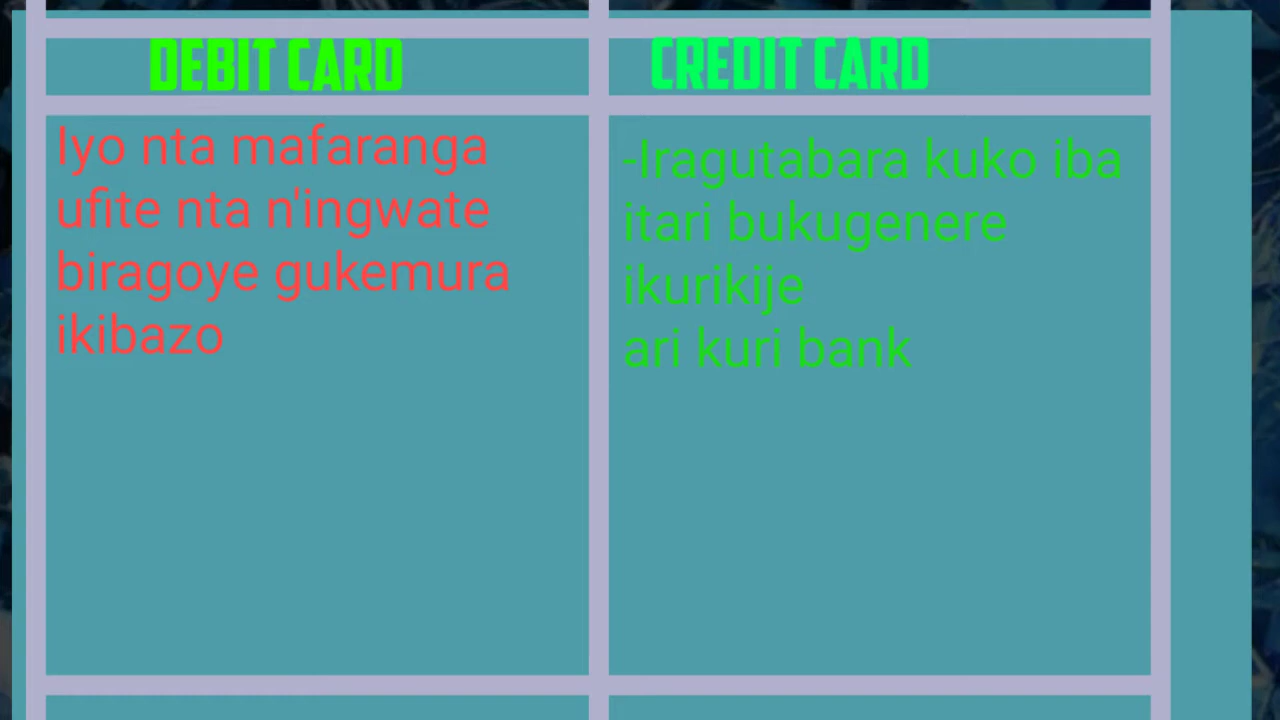 DEBIT CARD
CREDIT CARD
Iyo nta mafaranga
ufite nta n'ingwate
biragoye gukemura
ikibazo
-Iragutabara kuko iba
itari bukugenere
ikurikije
ari kuri bank